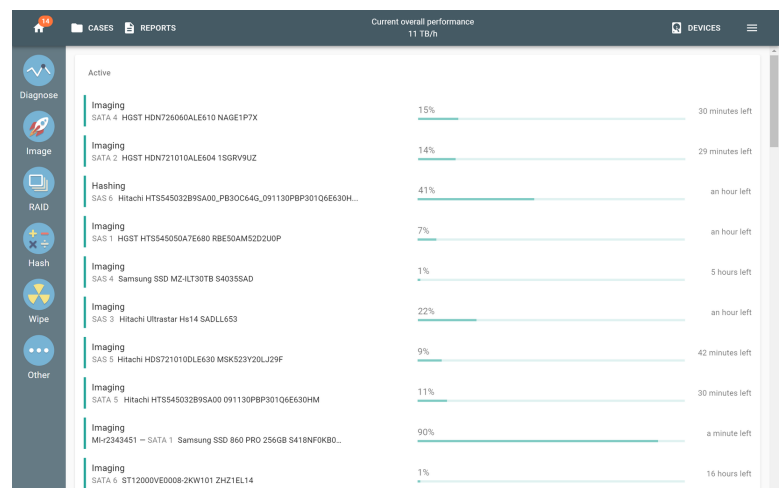 14
CASES
REPORTS
Current overall performance
11 TB/h
DEVICES
Diagnose
Image
RAID
Hash
Wipe
Other
Active
Imaging
SATA 4 HGST HDN726060ALE610 NAGE1P7X
15%
30 minutes left
Imaging
SATA 2 HGST HDN721010ALE604 1SGRV9UZ
14%
29 minutes left
Hashing
SAS 6 Hitachi HTS545032B9SA00_PB3OC64G_091130PBP301Q6E630H...
41%
an hour left
Imaging
SAS 1 HGST HTS545050A7E680 RBE50AM52D2U0P
7%
an hour left
Imaging
SAS 4 Samsung SSD MZ-ILT30TB S4035SAD
1%
5 hours left
Imaging
SAS 3 Hitachi Ultrastar Hs14 SADLL653
22%
an hour left
Imaging
SAS 5 Hitachi HDS721010DLE630 MSK523Y20LJ29F
9%
42 minutes left
Imaging
SATA 5 Hitachi HTS545032B9SA00 091130PBP301Q6E630HM
11%
30 minutes left
Imaging
MI-r2343451 — SATA 1 Samsung SSD 860 PRO 256GB S418NF0KB0...
90%
a minute left
Imaging
SATA 6 ST12000VE0008-2KW101 ZHZ1EL14
1%
16 hours left